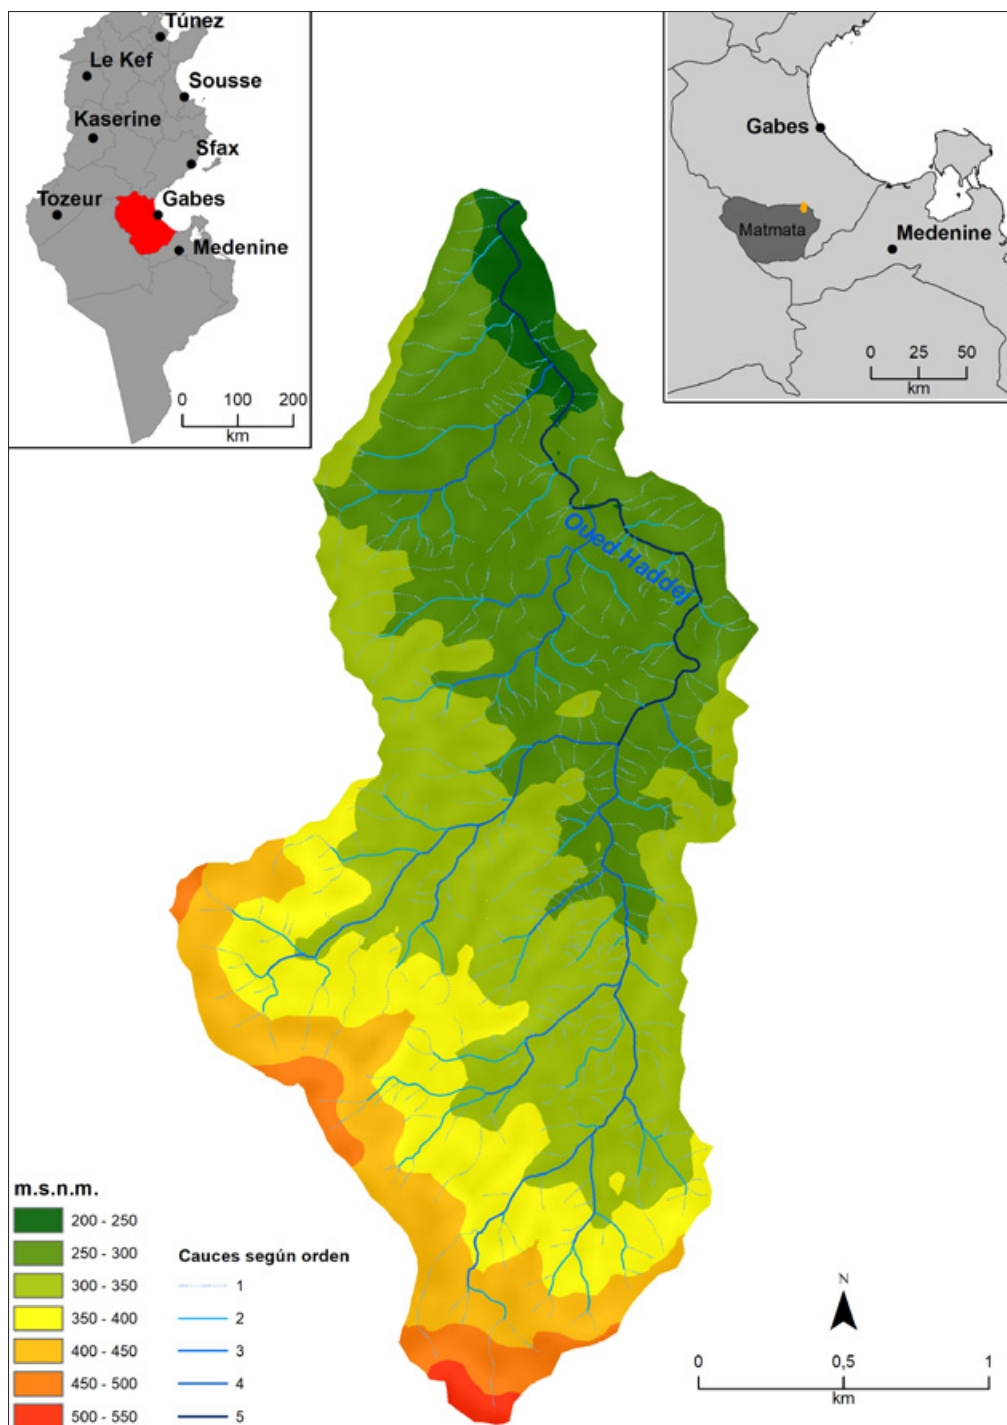 Túnez
Le Kef
Sousse
Kaserine
Sfax
Tozeur
Gabes
Medenine
0 100 200
km
Gabes
Matmata
Medenine
0 25 50
km
Oued Haddej
m.s.n.m.
200 - 250
250 - 300
300 - 350
350 - 400
400 - 450
450 - 500
500 - 550
Cauces según orden
1
2
3
4
5
N
0 0,5 1
km